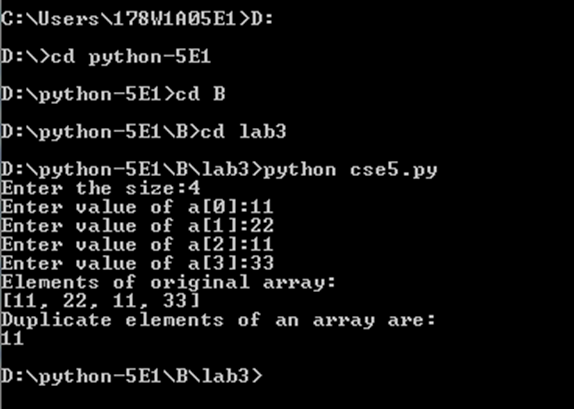 C:\Users\178W1A05E1>D:
D:\>cd python-5E1
D:\python-5E1>cd B
D:\python-5E1\B>cd lab3
D:\python-5E1\B\lab3>python cse5.py
Enter the size:4
Enter value of a[0]:11
Enter value of a[1]:22
Enter value of a[2]:11
Enter value of a[3]:33
Elements of original array:
[11, 22, 11, 33]
Duplicate elements of an array are:
11
D:\python-5E1\B\lab3>